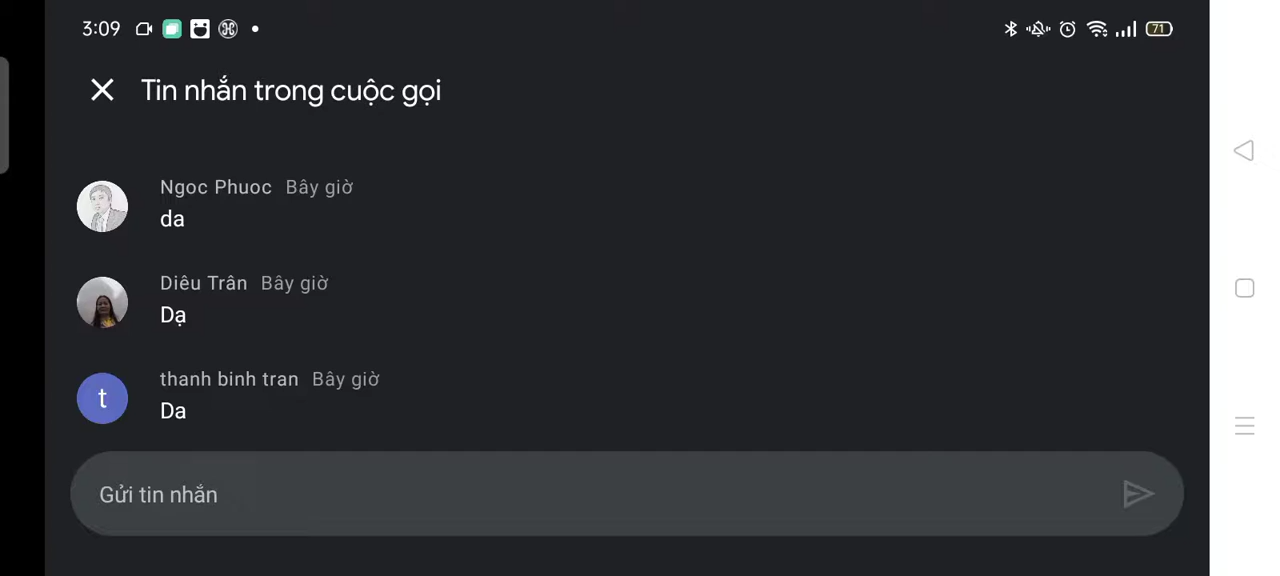 3:09
71
Tin nhắn trong cuộc gọi
Ngoc Phuoc Bây giờ
da
Diêu Trân Bây giờ
Dạ
thanh binh tran Bây giờ
t
Da
Gửi tin nhắn